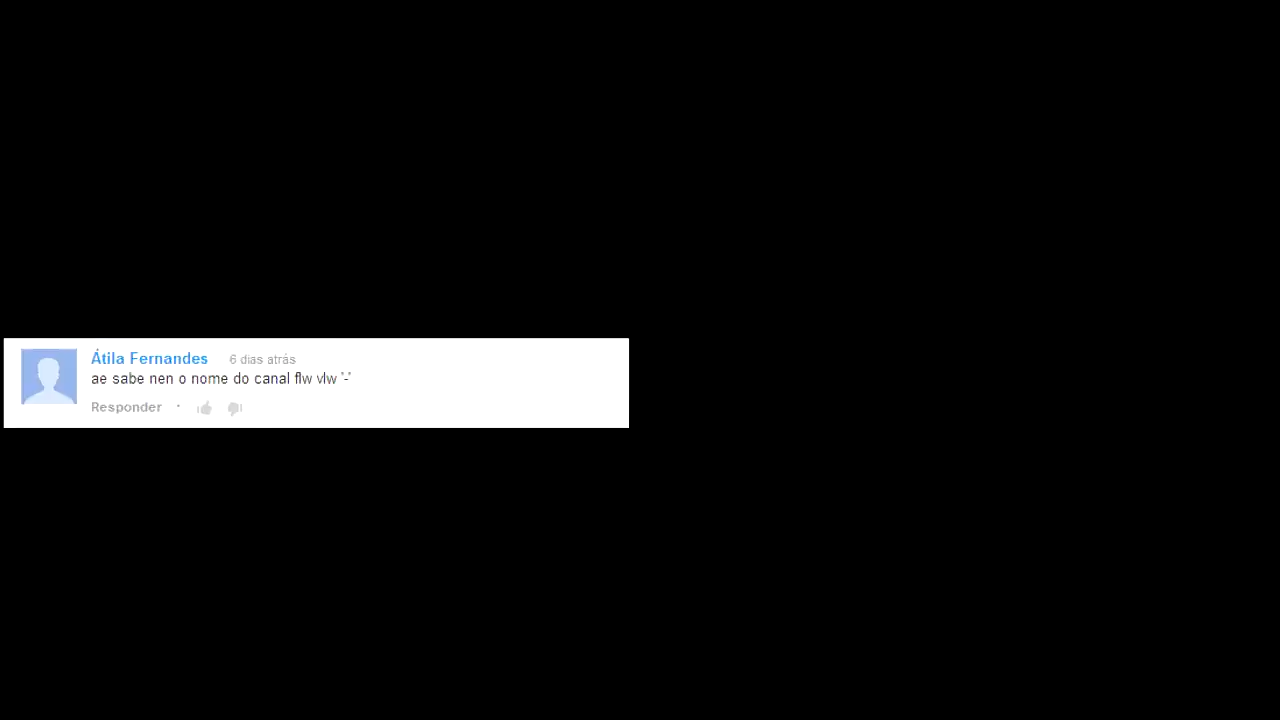 Átila Fernandes 6 dias atrás
ae sabe nen o nome do canal flw vlw '-'
Responder ·